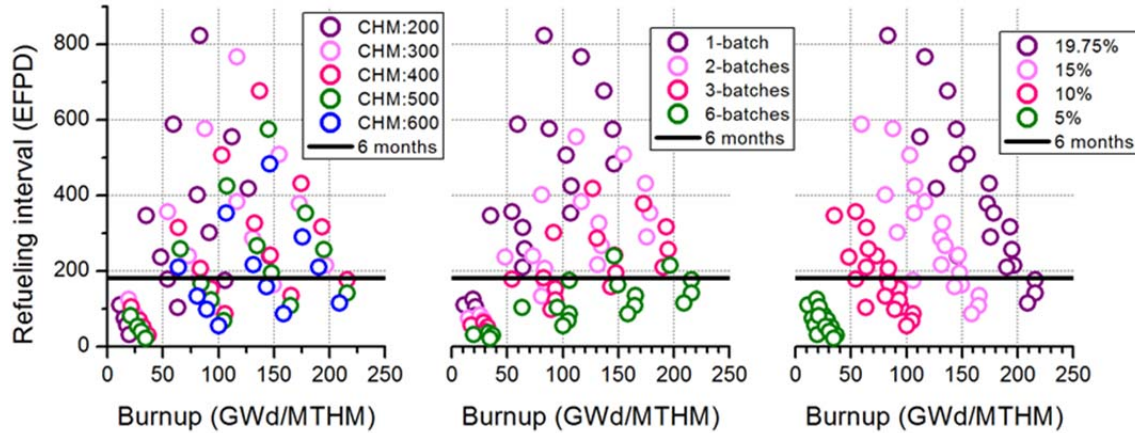 Refueling interval (EFPD)
800
600
400
200
0
CHM:200
CHM:300
CHM:400
CHM:500
CHM:600
6 months
0 50 100 150 200 250
Burnup (GWd/MTHM)
1-batch
2-batches
3-batches
6-batches
6 months
0 50 100 150 200 250
Burnup (GWd/MTHM)
19.75%
15%
10%
5%
0 50 100 150 200 250
Burnup (GWd/MTHM)